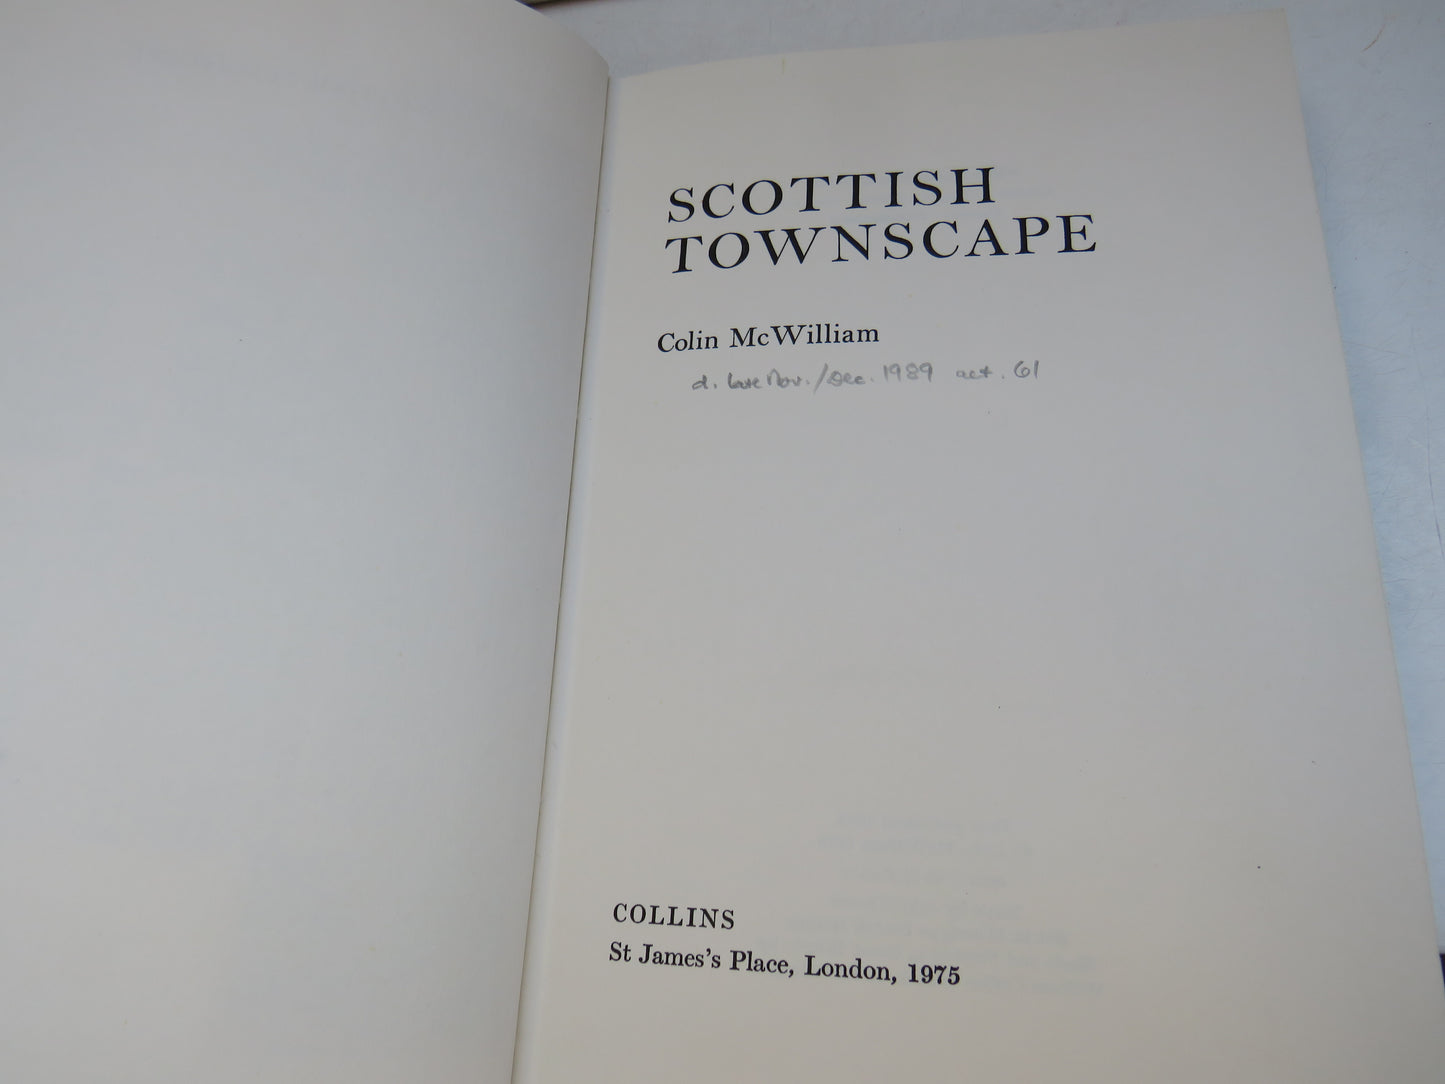 SCOTTISH
TOWNSCAPE
Colin McWilliam
d. late Nov./Dec. 1989 aet. 61
COLLINS
St James's Place, London, 1975